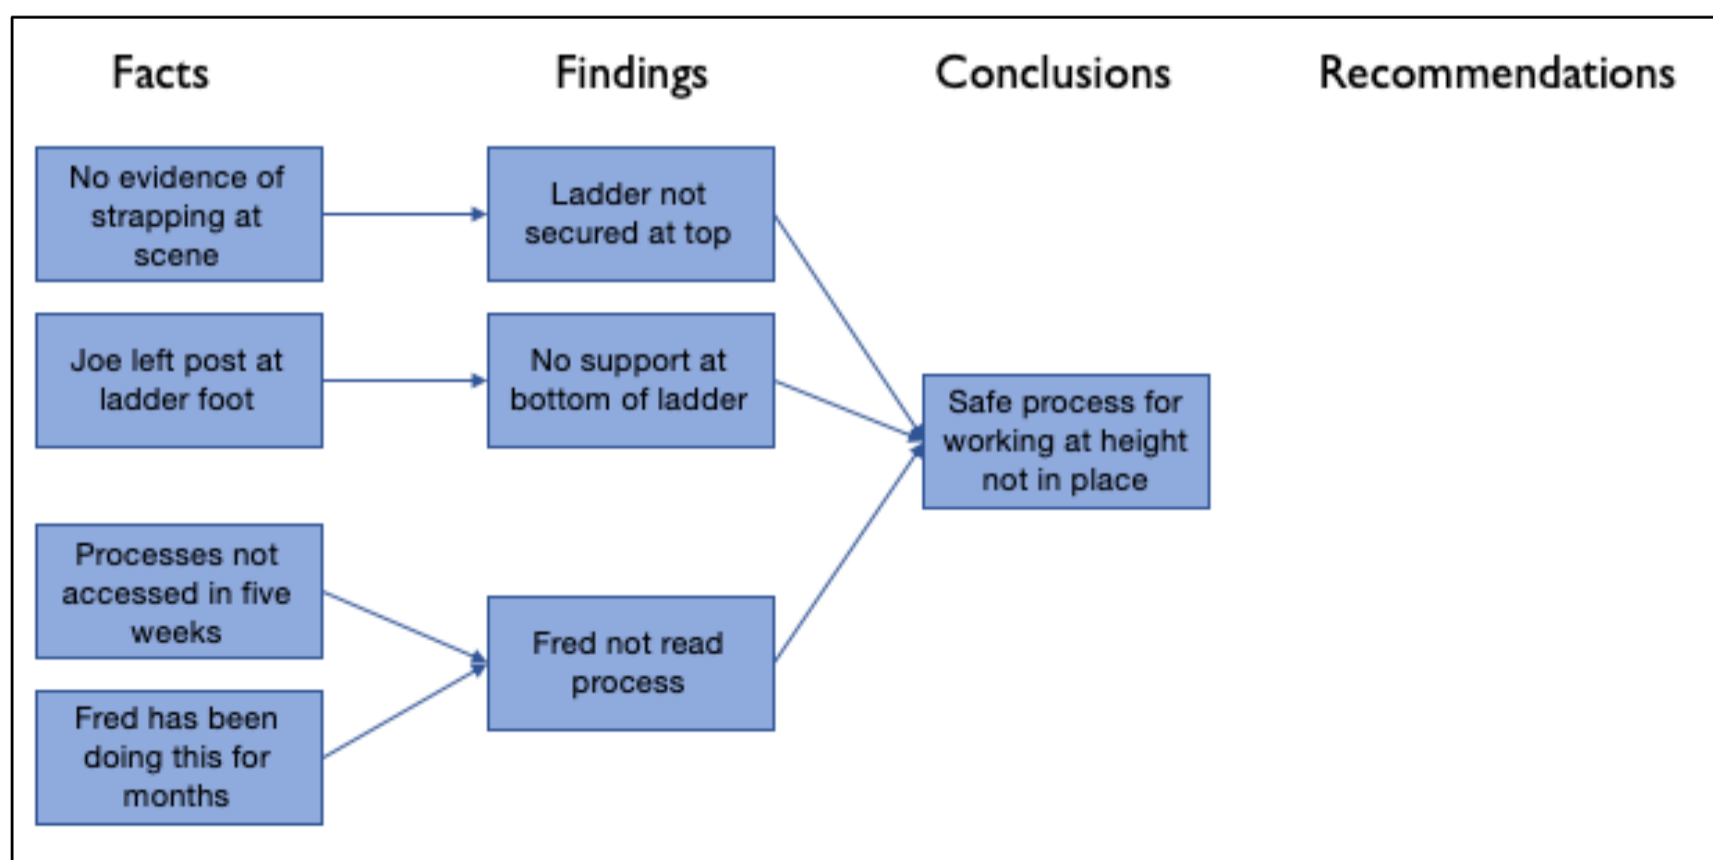 Facts
Findings
Conclusions
Recommendations
No evidence of
strapping at
scene
Ladder not
secured at top
Joe left post at
ladder foot
No support at
bottom of ladder
Safe process for
working at height
not in place
Processes not
accessed in five
weeks
Fred not read
process
Fred has been
doing this for
months